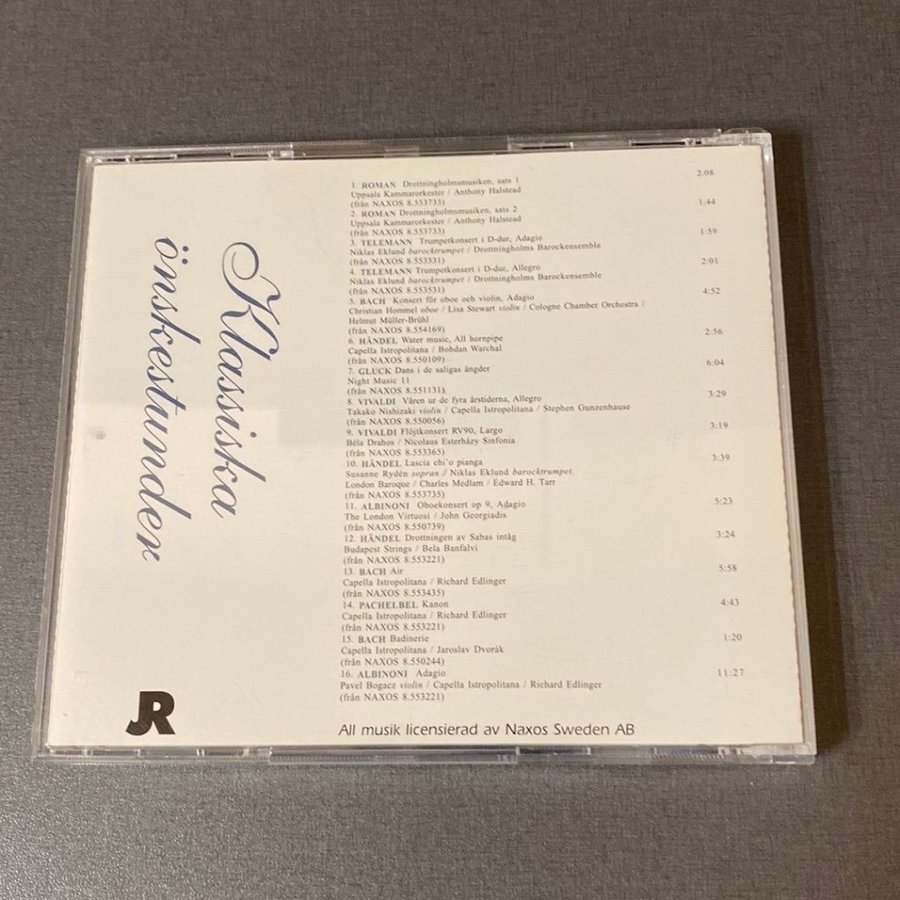 Klassiska
önskestunder
1. ROMAN Drottningholmsmusiken, sats 1 2:08
Uppsala Kammarorkester / Anthony Halstead
(från NAXOS 8.553733)
2. ROMAN Drottningholmsmusiken, sats 2 1:44
Uppsala Kammarorkester / Anthony Halstead
(från NAXOS 8.553733)
3. TELEMANN Trumpetkonsert i D-dur, Adagio 1:59
Niklas Eklund barocktrumpet / Drottningholms Barockensemble
(från NAXOS 8.553531)
4. TELEMANN Trumpetkonsert i D-dur, Allegro 2:01
Niklas Eklund barocktrumpet / Drottningholms Barockensemble
(från NAXOS 8.553531)
5. BACH Konsert för oboe och violin, Adagio 4:52
Christian Hommel oboe / Lisa Stewart violin / Cologne Chamber Orchestra /
Helmut Müller-Brühl
(från NAXOS 8.554169)
6. HÄNDEL Water music, All hornpipe 2:56
Capella Istropolitana / Bohdan Warchal
(från NAXOS 8.550109)
7. GLUCK Dans i de saligas ängder 6:04
Night Music 11
(från NAXOS 8.551131)
8. VIVALDI Våren ur de fyra årstiderna, Allegro 3:29
Takako Nishizaki violin / Capella Istropolitana / Stephen Gunzenhause
(från NAXOS 8.550056)
9. VIVALDI Flöjtkonsert RV90, Largo 3:19
Béla Drahos / Nicolaus Esterházy Sinfonia
(från NAXOS 8.553365)
10. HÄNDEL Lascia chi'o pianga 3:39
Susanne Rydén sopran / Niklas Eklund barocktrumpet
London Baroque / Charles Medlam / Edward H. Tarr
(från NAXOS 8.553735)
11. ALBINONI Oboekonsert op 9, Adagio 5:23
The London Virtuosi / John Georgiadis
(från NAXOS 8.550739)
12. HÄNDEL Drottningen av Sabas intåg 3:24
Budapest Strings / Bela Banfalvi
(från NAXOS 8.553221)
13. BACH Air 5:58
Capella Istropolitana / Richard Edlinger
(från NAXOS 8.553435)
14. PACHELBEL Kanon 4:43
Capella Istropolitana / Richard Edlinger
(från NAXOS 8.553221)
15. BACH Badinerie 1:20
Capella Istropolitana / Jaroslav Dvorák
(från NAXOS 8.550244)
16. ALBINONI Adagio 11:27
Pavel Bogacz violin / Capella Istropolitana / Richard Edlinger
(från NAXOS 8.553221)
All musik licensierad av Naxos Sweden AB
JR